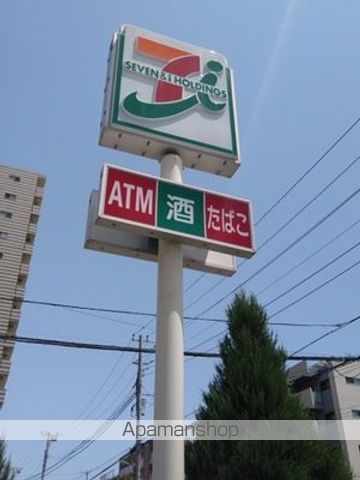 SEVEN & i HOLDINGS
ATM 酒 たばこ
Apamanshop